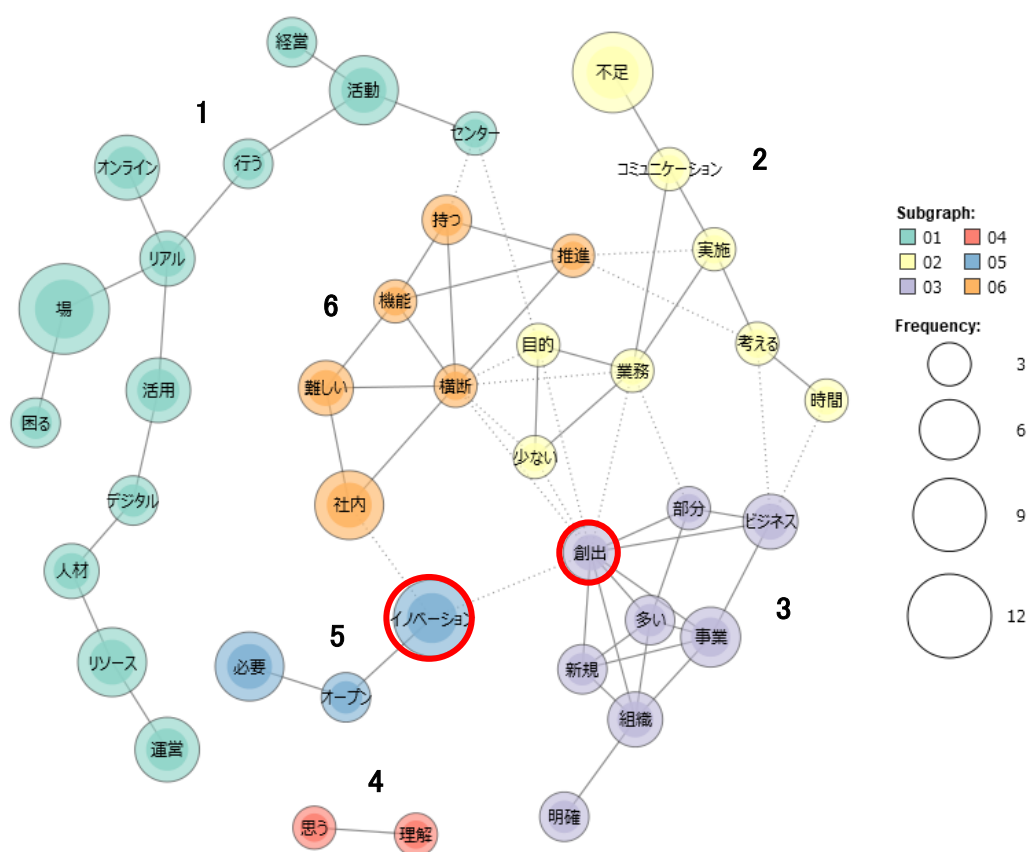 経営
活動
1
センター
オンライン
行う
リアル
場
活用
困る
デジタル
人材
リソース
運営
不足
コミュニケーション
2
実施
考える
時間
目的
業務
少ない
持つ
推進
機能
6
難しい
横断
社内
部分
ビジネス
創出
3
多い
事業
新規
組織
明確
イノベーション
5
必要
オープン
4
思う
理解
Subgraph:
01 04
02 05
03 06
Frequency:
3
6
9
12